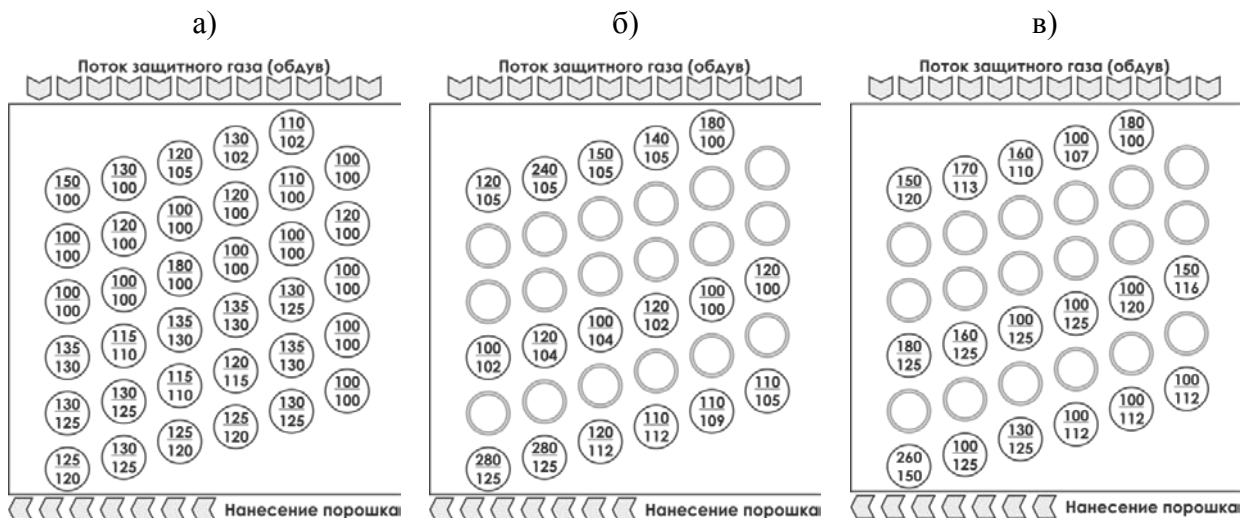 а)
Поток защитного газа (обдув)
150 130 120 130 110
100 100 105 102 102
100 120 100 120 110 100
100 100 100 100 100 100
100 100 180 100 100 120
100 100 100 100 100 100
135 115 135 135 130 100
130 110 130 130 125 100
130 130 115 120 135 100
125 125 110 115 130 100
125 130 125 125 130 100
120 125 120 120 125 100
Нанесение порошка
б)
Поток защитного газа (обдув)
120 240 150 140 180
105 105 105 105 100
100 120 100 120 100 120
102 104 104 102 100 100
280 280 120 110 110 110
125 125 112 112 109 105
Нанесение порошка
в)
Поток защитного газа (обдув)
150 170 160 100 180
120 113 110 107 100
180 160 100 100 100 150
125 125 125 125 120 116
260 100 130 100 100 100
150 125 125 112 112 112
Нанесение порошка